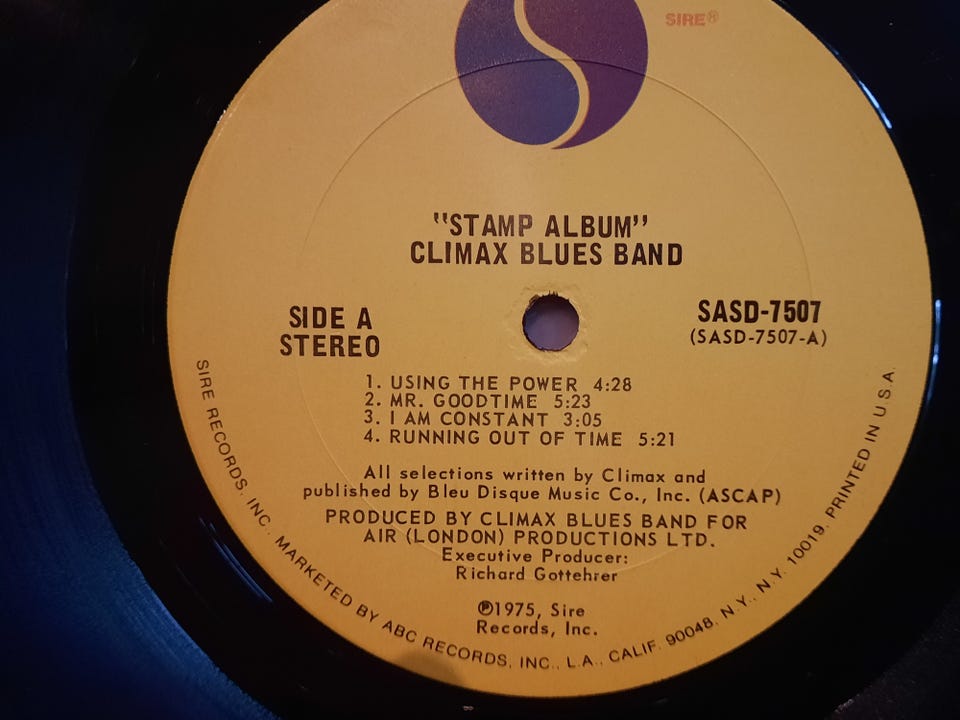 SIRE®
"STAMP ALBUM"
CLIMAX BLUES BAND
SIDE A
STEREO
SASD-7507
(SASD-7507-A)
1. USING THE POWER 4:28
2. MR. GOODTIME 5:23
3. I AM CONSTANT 3:05
4. RUNNING OUT OF TIME 5:21
All selections written by Climax and
published by Bleu Disque Music Co., Inc. (ASCAP)
PRODUCED BY CLIMAX BLUES BAND FOR
AIR (LONDON) PRODUCTIONS LTD.
Executive Producer:
Richard Gottehrer
℗1975, Sire
Records, Inc.
SIRE RECORDS, INC. MARKETED BY ABC RECORDS, INC., L.A., CALIF. 90048. N.Y., N.Y. 10019. PRINTED IN U.S.A.